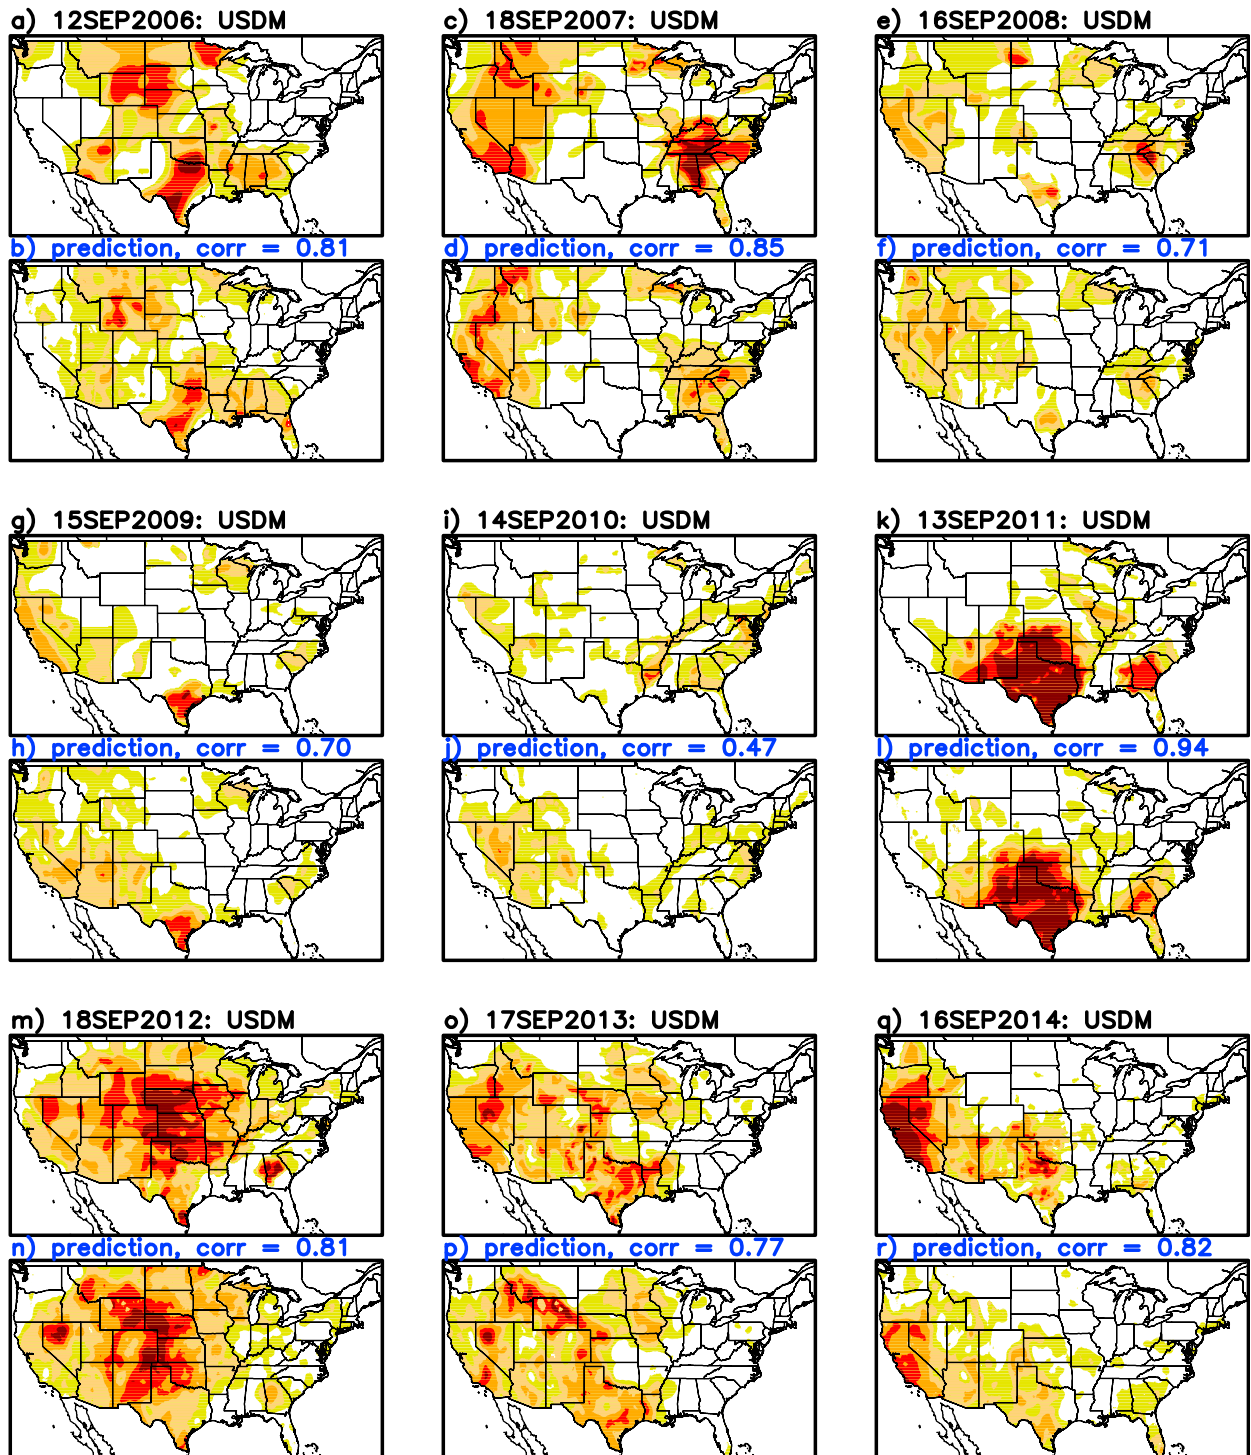 a) 12SEP2006: USDM
c) 18SEP2007: USDM
e) 16SEP2008: USDM
b) prediction, corr = 0.81
d) prediction, corr = 0.85
f) prediction, corr = 0.71
g) 15SEP2009: USDM
i) 14SEP2010: USDM
k) 13SEP2011: USDM
h) prediction, corr = 0.70
j) prediction, corr = 0.47
l) prediction, corr = 0.94
m) 18SEP2012: USDM
o) 17SEP2013: USDM
q) 16SEP2014: USDM
n) prediction, corr = 0.81
p) prediction, corr = 0.77
r) prediction, corr = 0.82